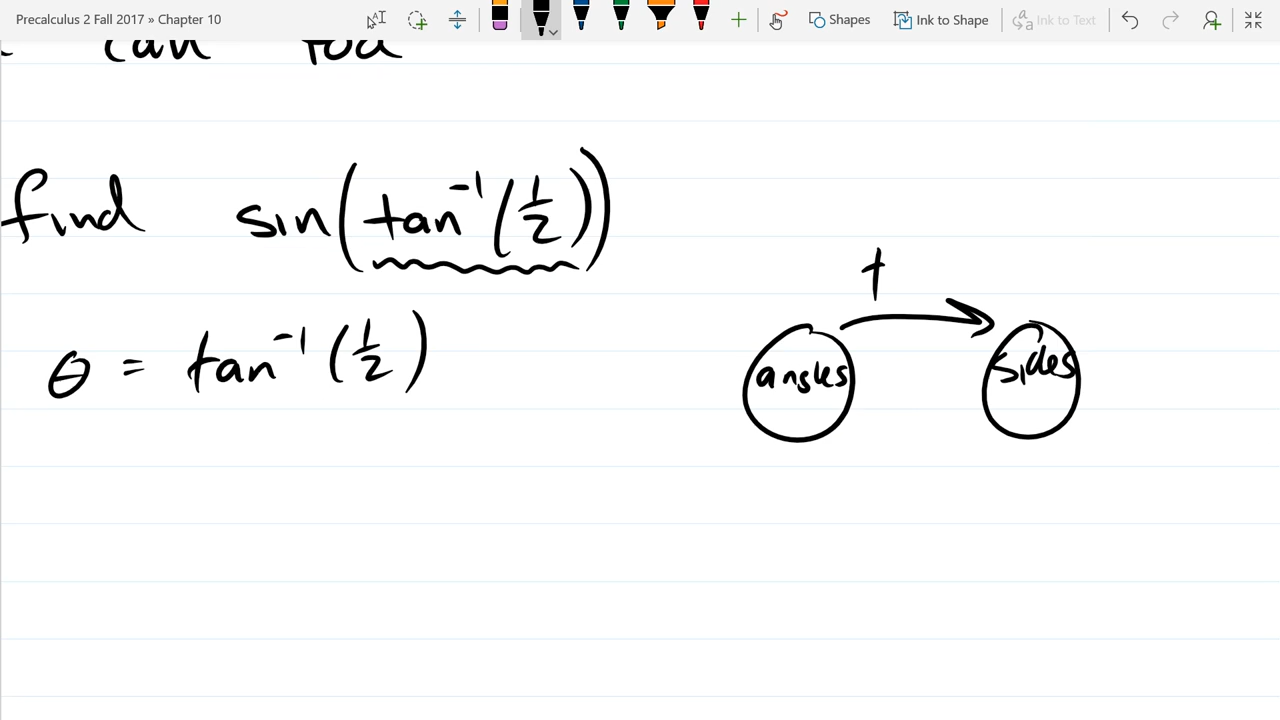 Precalculus 2 Fall 2017 » Chapter 10
Shapes
Ink to Shape
Ink to Text
can
find sin(tan⁻¹(1/2))
θ = tan⁻¹(1/2)
t
angles
sides